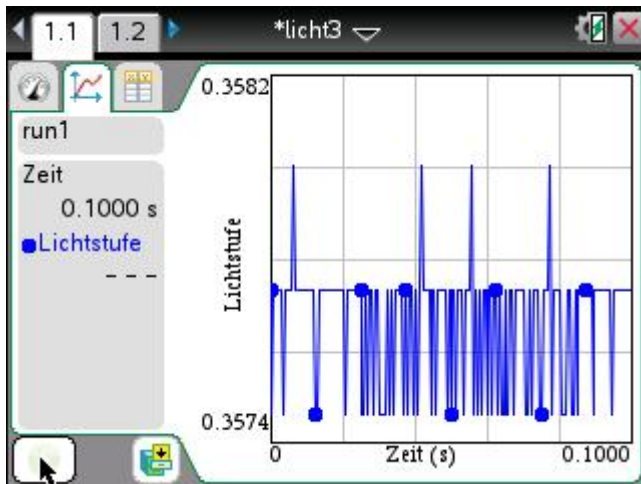 1.1
1.2
*licht3
run1
Zeit
0.1000 s
Lichtstufe
- - -
0.3582
Lichtstufe
0.3574
0
Zeit (s)
0.1000